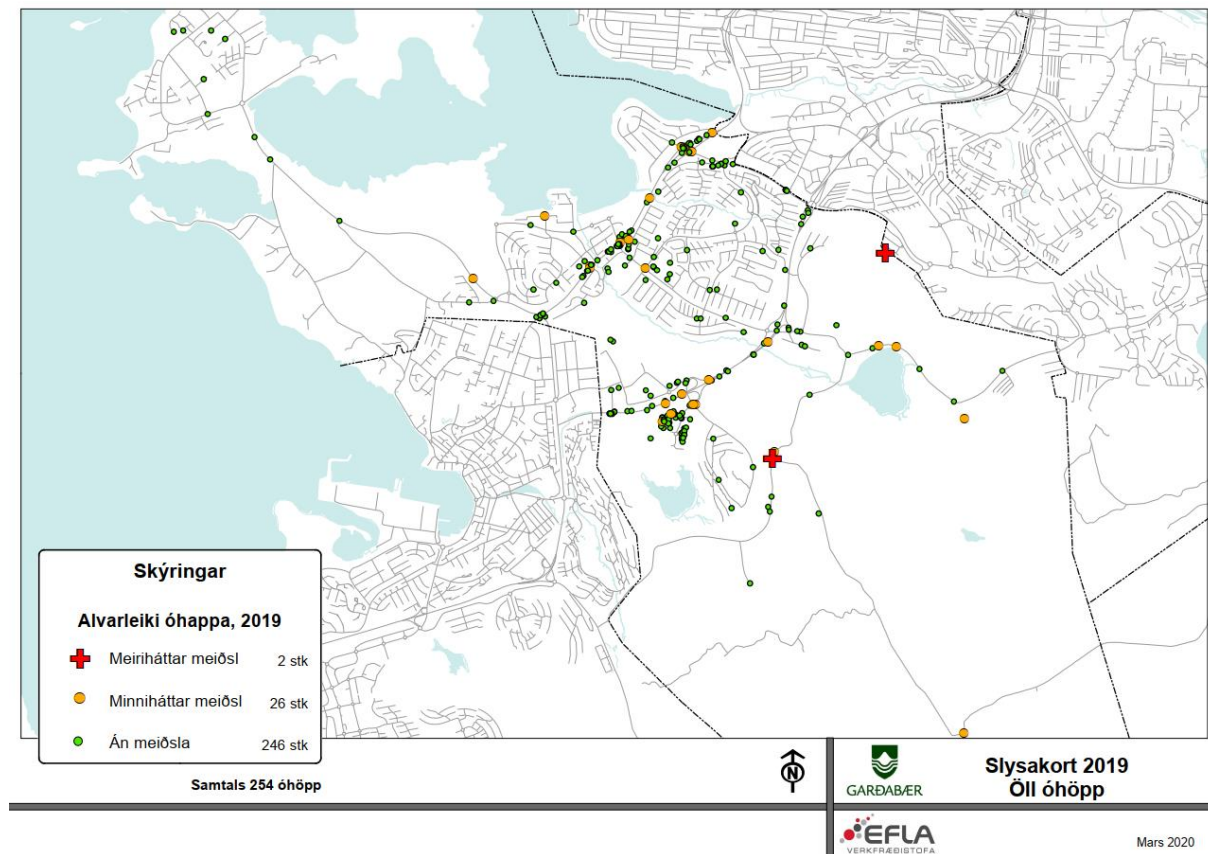 Skýringar
Alvarleiki óhappa, 2019
Meiriháttar meiðsl 2 stk
Minniháttar meiðsl 26 stk
Án meiðsla 246 stk
Samtals 254 óhöpp
N
GARÐABÆR
Slysakort 2019
Öll óhöpp
EFLA
VERKFRÆÐISTOFA
Mars 2020